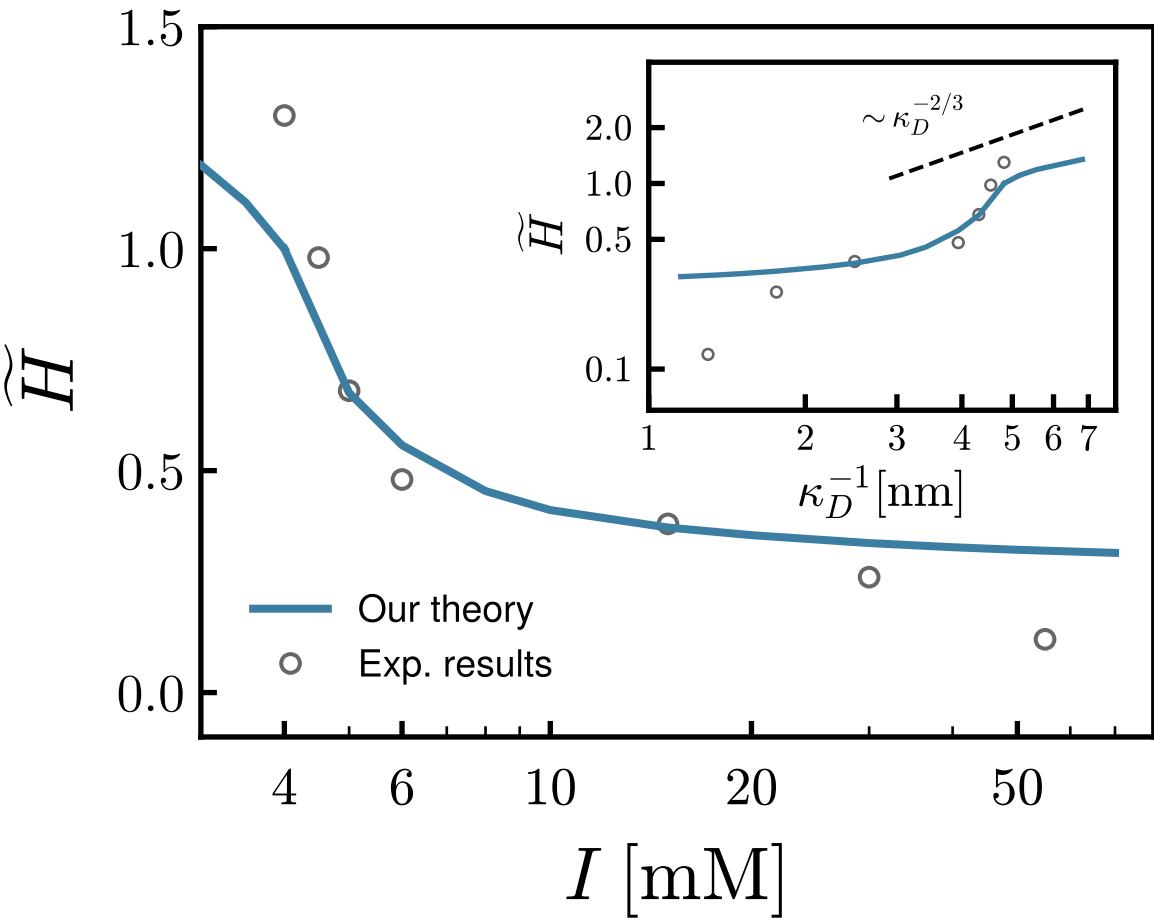 1.5
1.0
0.5
0.0
H̃
4
6
10
20
50
I [mM]
Our theory
Exp. results
2.0
1.0
0.5
0.1
H̃
∼ κ_D^{-2/3}
1
2
3
4
5
6
7
κ_D^{-1}[nm]